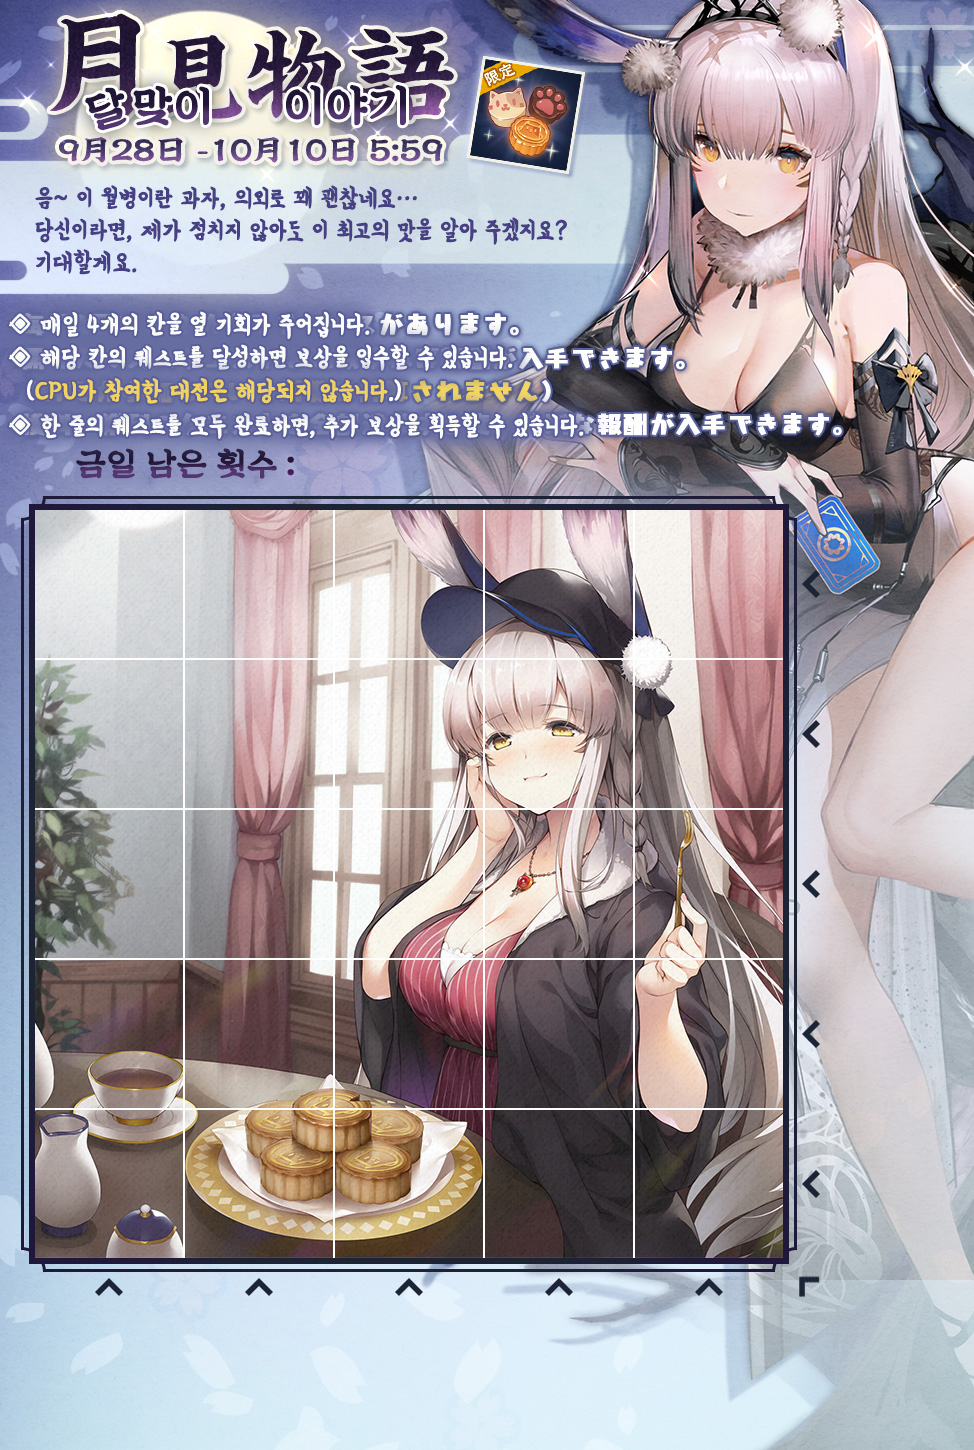 月見物語
달맞이 이야기
限定
9月28日 -10月10日 5:59
음~ 이 월병이란 과자, 의외로 꽤 괜찮네요…
당신이라면, 제가 점치지 않아도 이 최고의 맛을 알아 주겠지요?
기대할게요.
매일 4개의 칸을 열 기회가 주어집니다. があります。
해당 칸의 퀘스트를 달성하면 보상을 입수할 수 있습니다. 入手できます。
(CPU가 참여한 대전은 해당되지 않습니다.) されません)
한 줄의 퀘스트를 모두 완료하면, 추가 보상을 획득할 수 있습니다. 報酬が入手できます。
금일 남은 횟수 :